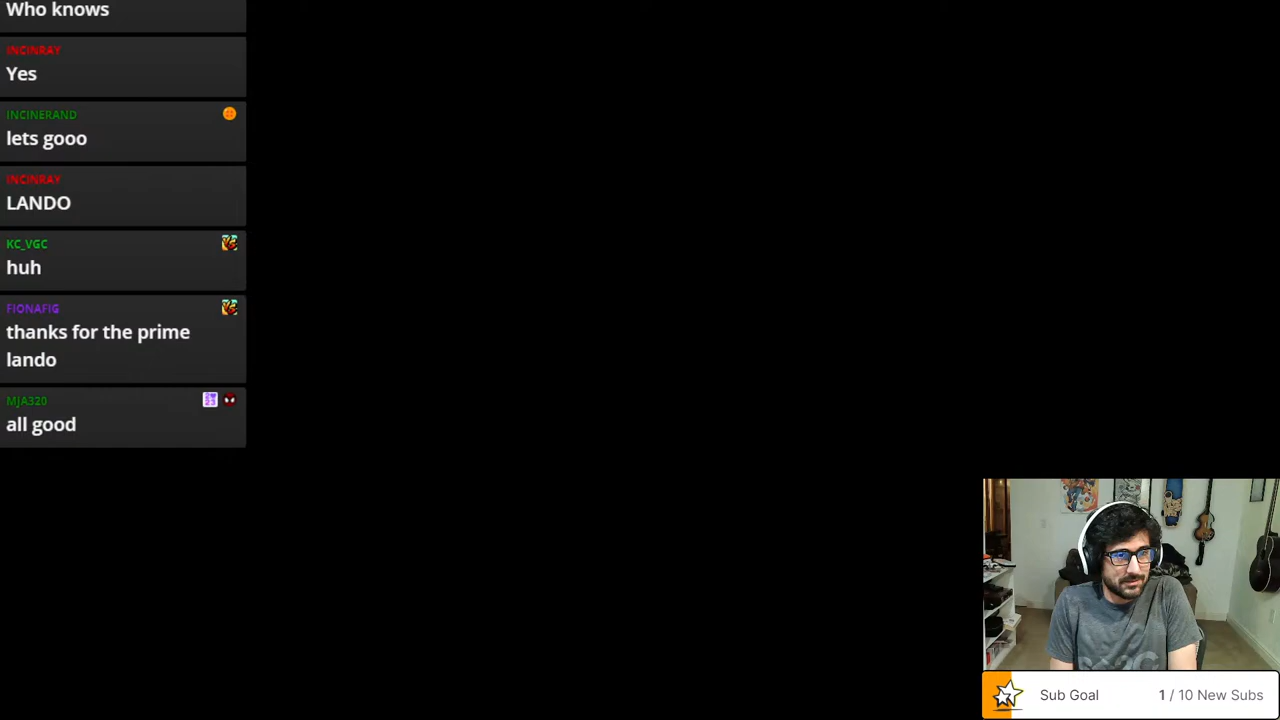 Who knows
INCINRAY
Yes
INCINERAND
lets gooo
INCINRAY
LANDO
KC_VGC
huh
FIONAFIG
thanks for the prime
lando
MJA320
all good
Sub Goal
1 / 10 New Subs